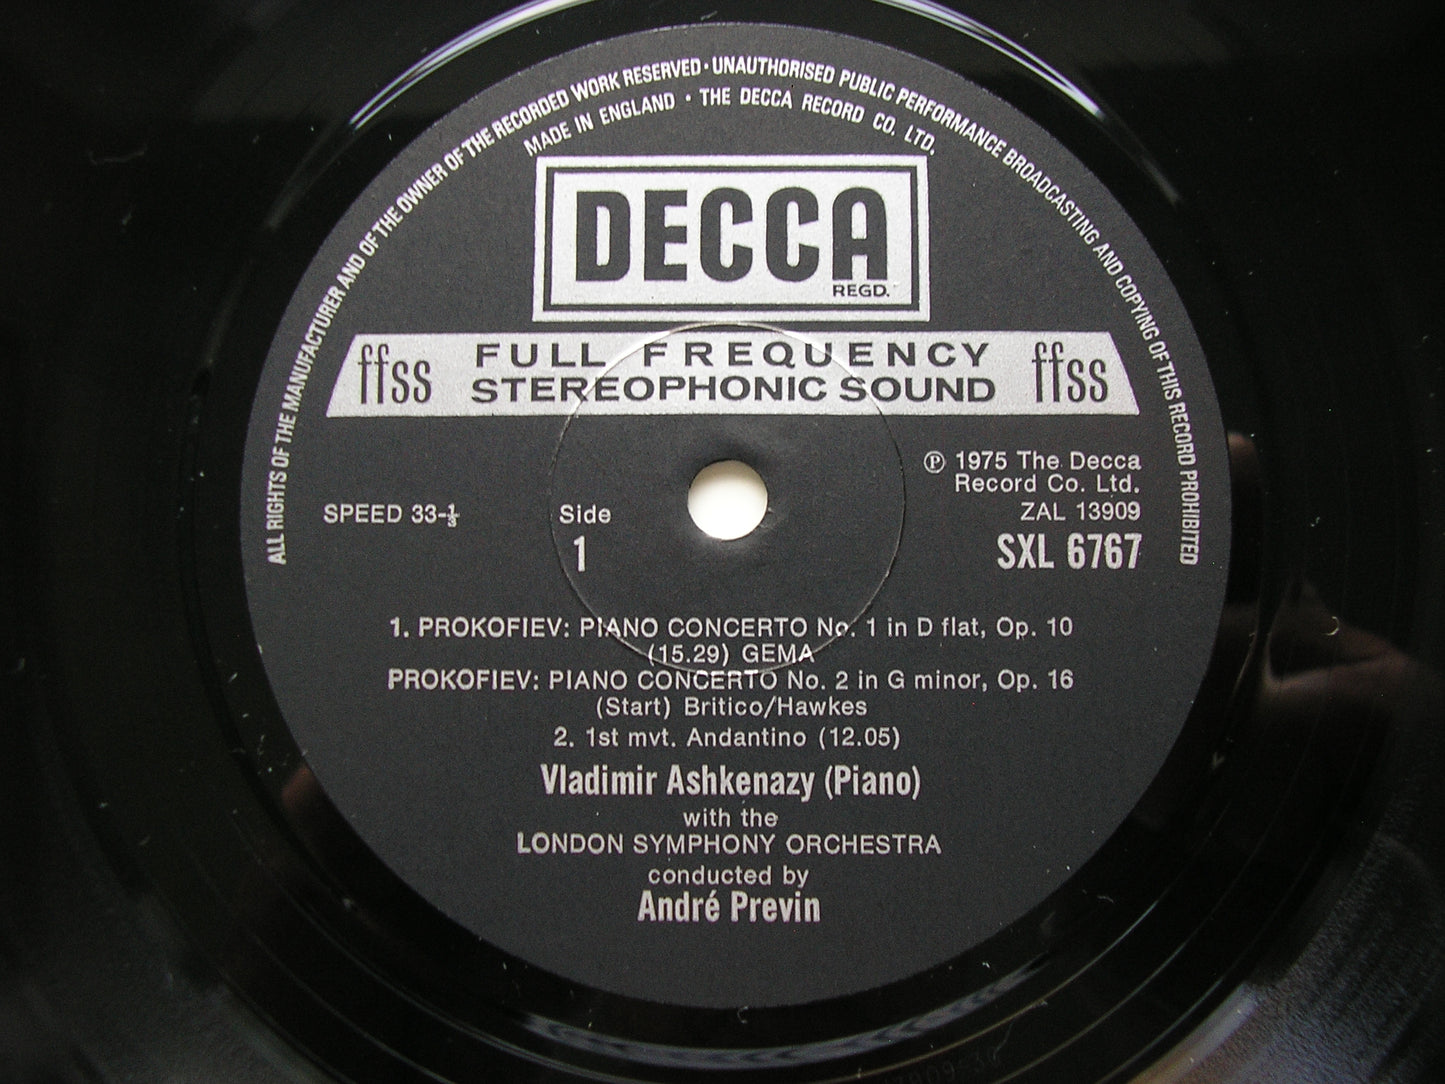 ALL RIGHTS OF THE MANUFACTURER AND OF THE OWNER OF THE RECORDED WORK RESERVED · UNAUTHORISED PUBLIC PERFORMANCE BROADCASTING AND COPYING OF THIS RECORD PROHIBITED
MADE IN ENGLAND · THE DECCA RECORD CO. LTD.
DECCA
REGD.
ffss FULL FREQUENCY ffss
STEREOPHONIC SOUND
℗ 1975 The Decca
Record Co. Ltd.
SPEED 33-⅓ Side ZAL 13909
1 SXL 6767
1. PROKOFIEV: PIANO CONCERTO No. 1 in D flat, Op. 10
(15.29) GEMA
PROKOFIEV: PIANO CONCERTO No. 2 in G minor, Op. 16
(Start) Britico/Hawkes
2. 1st mvt. Andantino (12.05)
Vladimir Ashkenazy (Piano)
with the
LONDON SYMPHONY ORCHESTRA
conducted by
André Previn